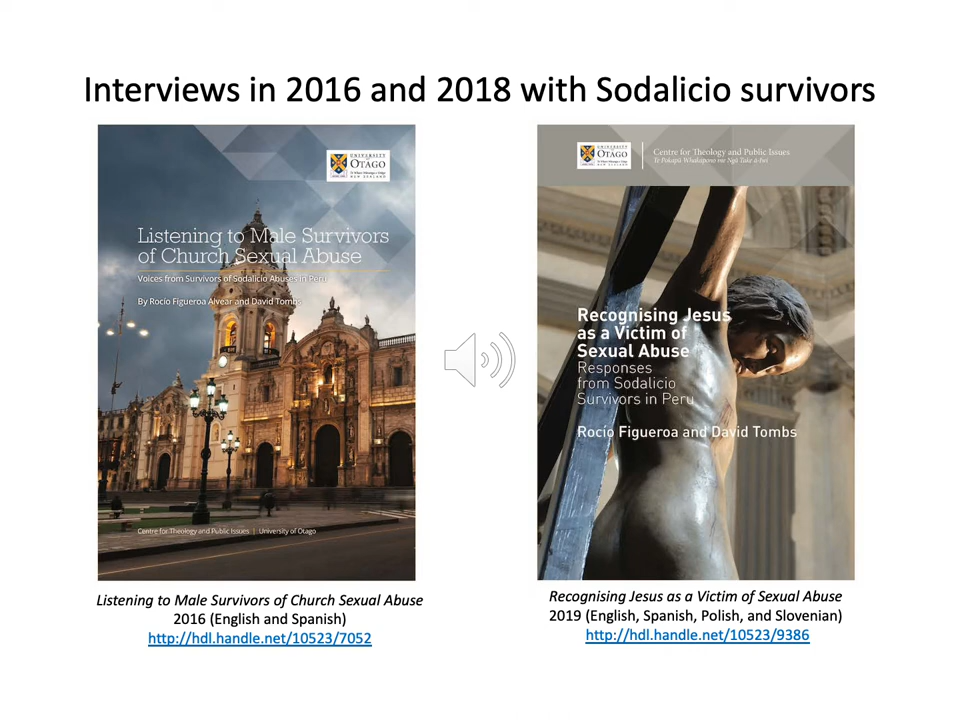 Interviews in 2016 and 2018 with Sodalicio survivors
UNIVERSITY
OTAGO
NEW ZEALAND
Listening to Male Survivors
of Church Sexual Abuse
Voices from Survivors of Sodalicio Abuses in Peru
By Rocío Figueroa Alvear and David Tombs
Centre for Theology and Public Issues | University of Otago
Listening to Male Survivors of Church Sexual Abuse
2016 (English and Spanish)
http://hdl.handle.net/10523/7052
UNIVERSITY
OTAGO
Centre for Theology and Public Issues
Recognising Jesus
as a Victim of
Sexual Abuse
Responses
from Sodalicio
Survivors in Peru
Rocío Figueroa and David Tombs
Recognising Jesus as a Victim of Sexual Abuse
2019 (English, Spanish, Polish, and Slovenian)
http://hdl.handle.net/10523/9386